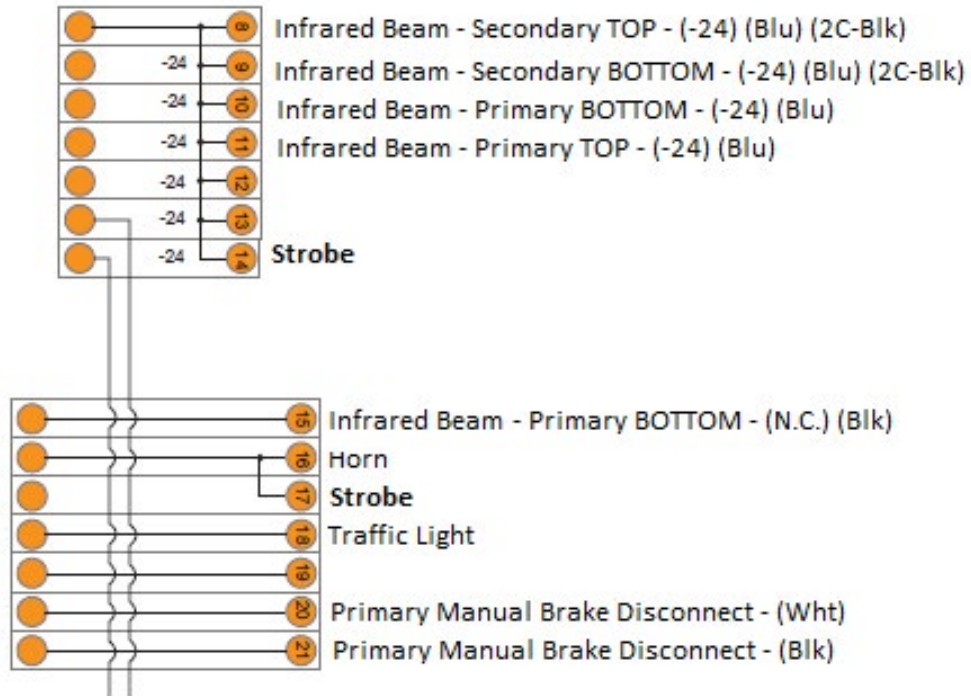 8 Infrared Beam - Secondary TOP - (-24) (Blu) (2C-Blk)
-24 9 Infrared Beam - Secondary BOTTOM - (-24) (Blu) (2C-Blk)
-24 10 Infrared Beam - Primary BOTTOM - (-24) (Blu)
-24 11 Infrared Beam - Primary TOP - (-24) (Blu)
-24 12
-24 13
-24 14 Strobe
15 Infrared Beam - Primary BOTTOM - (N.C.) (Blk)
16 Horn
17 Strobe
18 Traffic Light
19
20 Primary Manual Brake Disconnect - (Wht)
21 Primary Manual Brake Disconnect - (Blk)